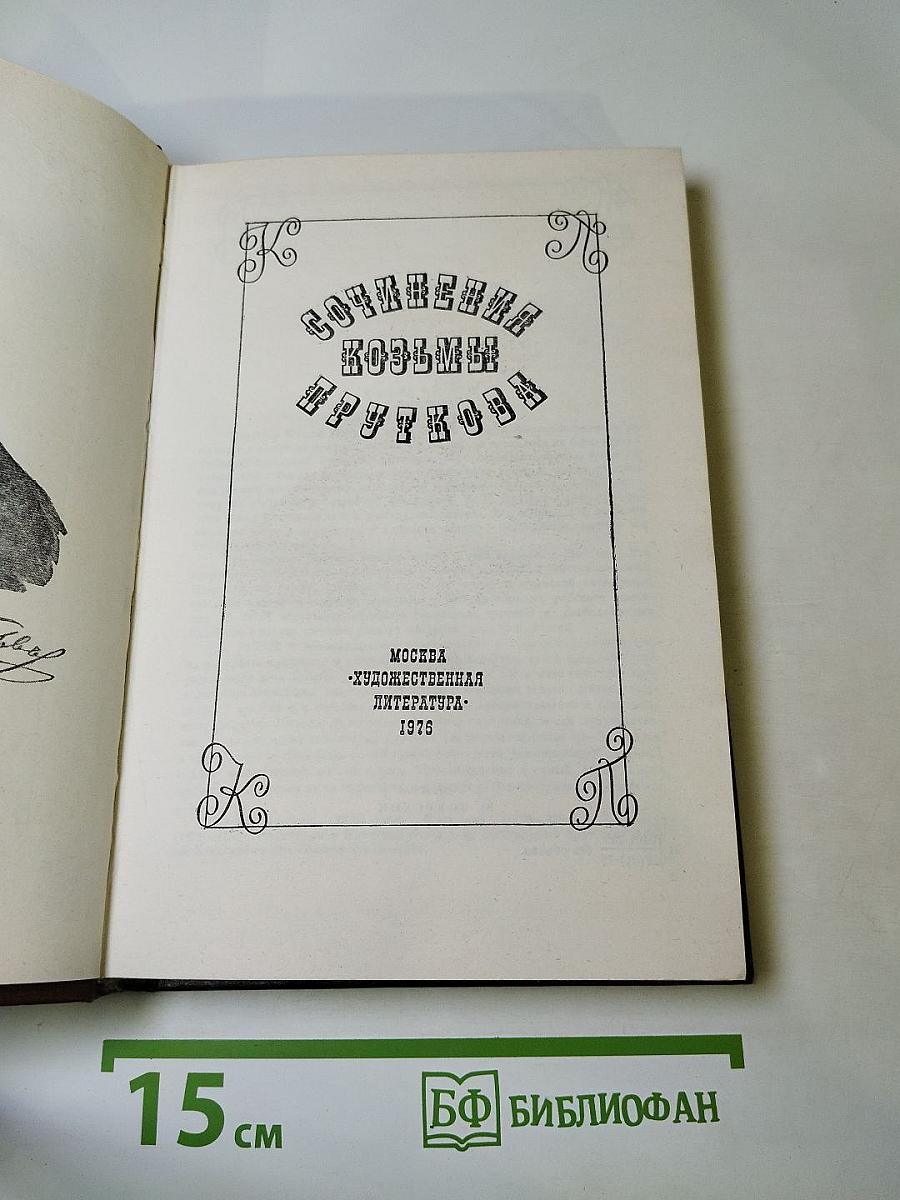 К П
СОЧИНЕНИЯ
КОЗЬМЫ
ПРУТКОВА
МОСКВА
«ХУДОЖЕСТВЕННАЯ
ЛИТЕРАТУРА»
1976
К П
15 см
БФ БИБЛИОФАН